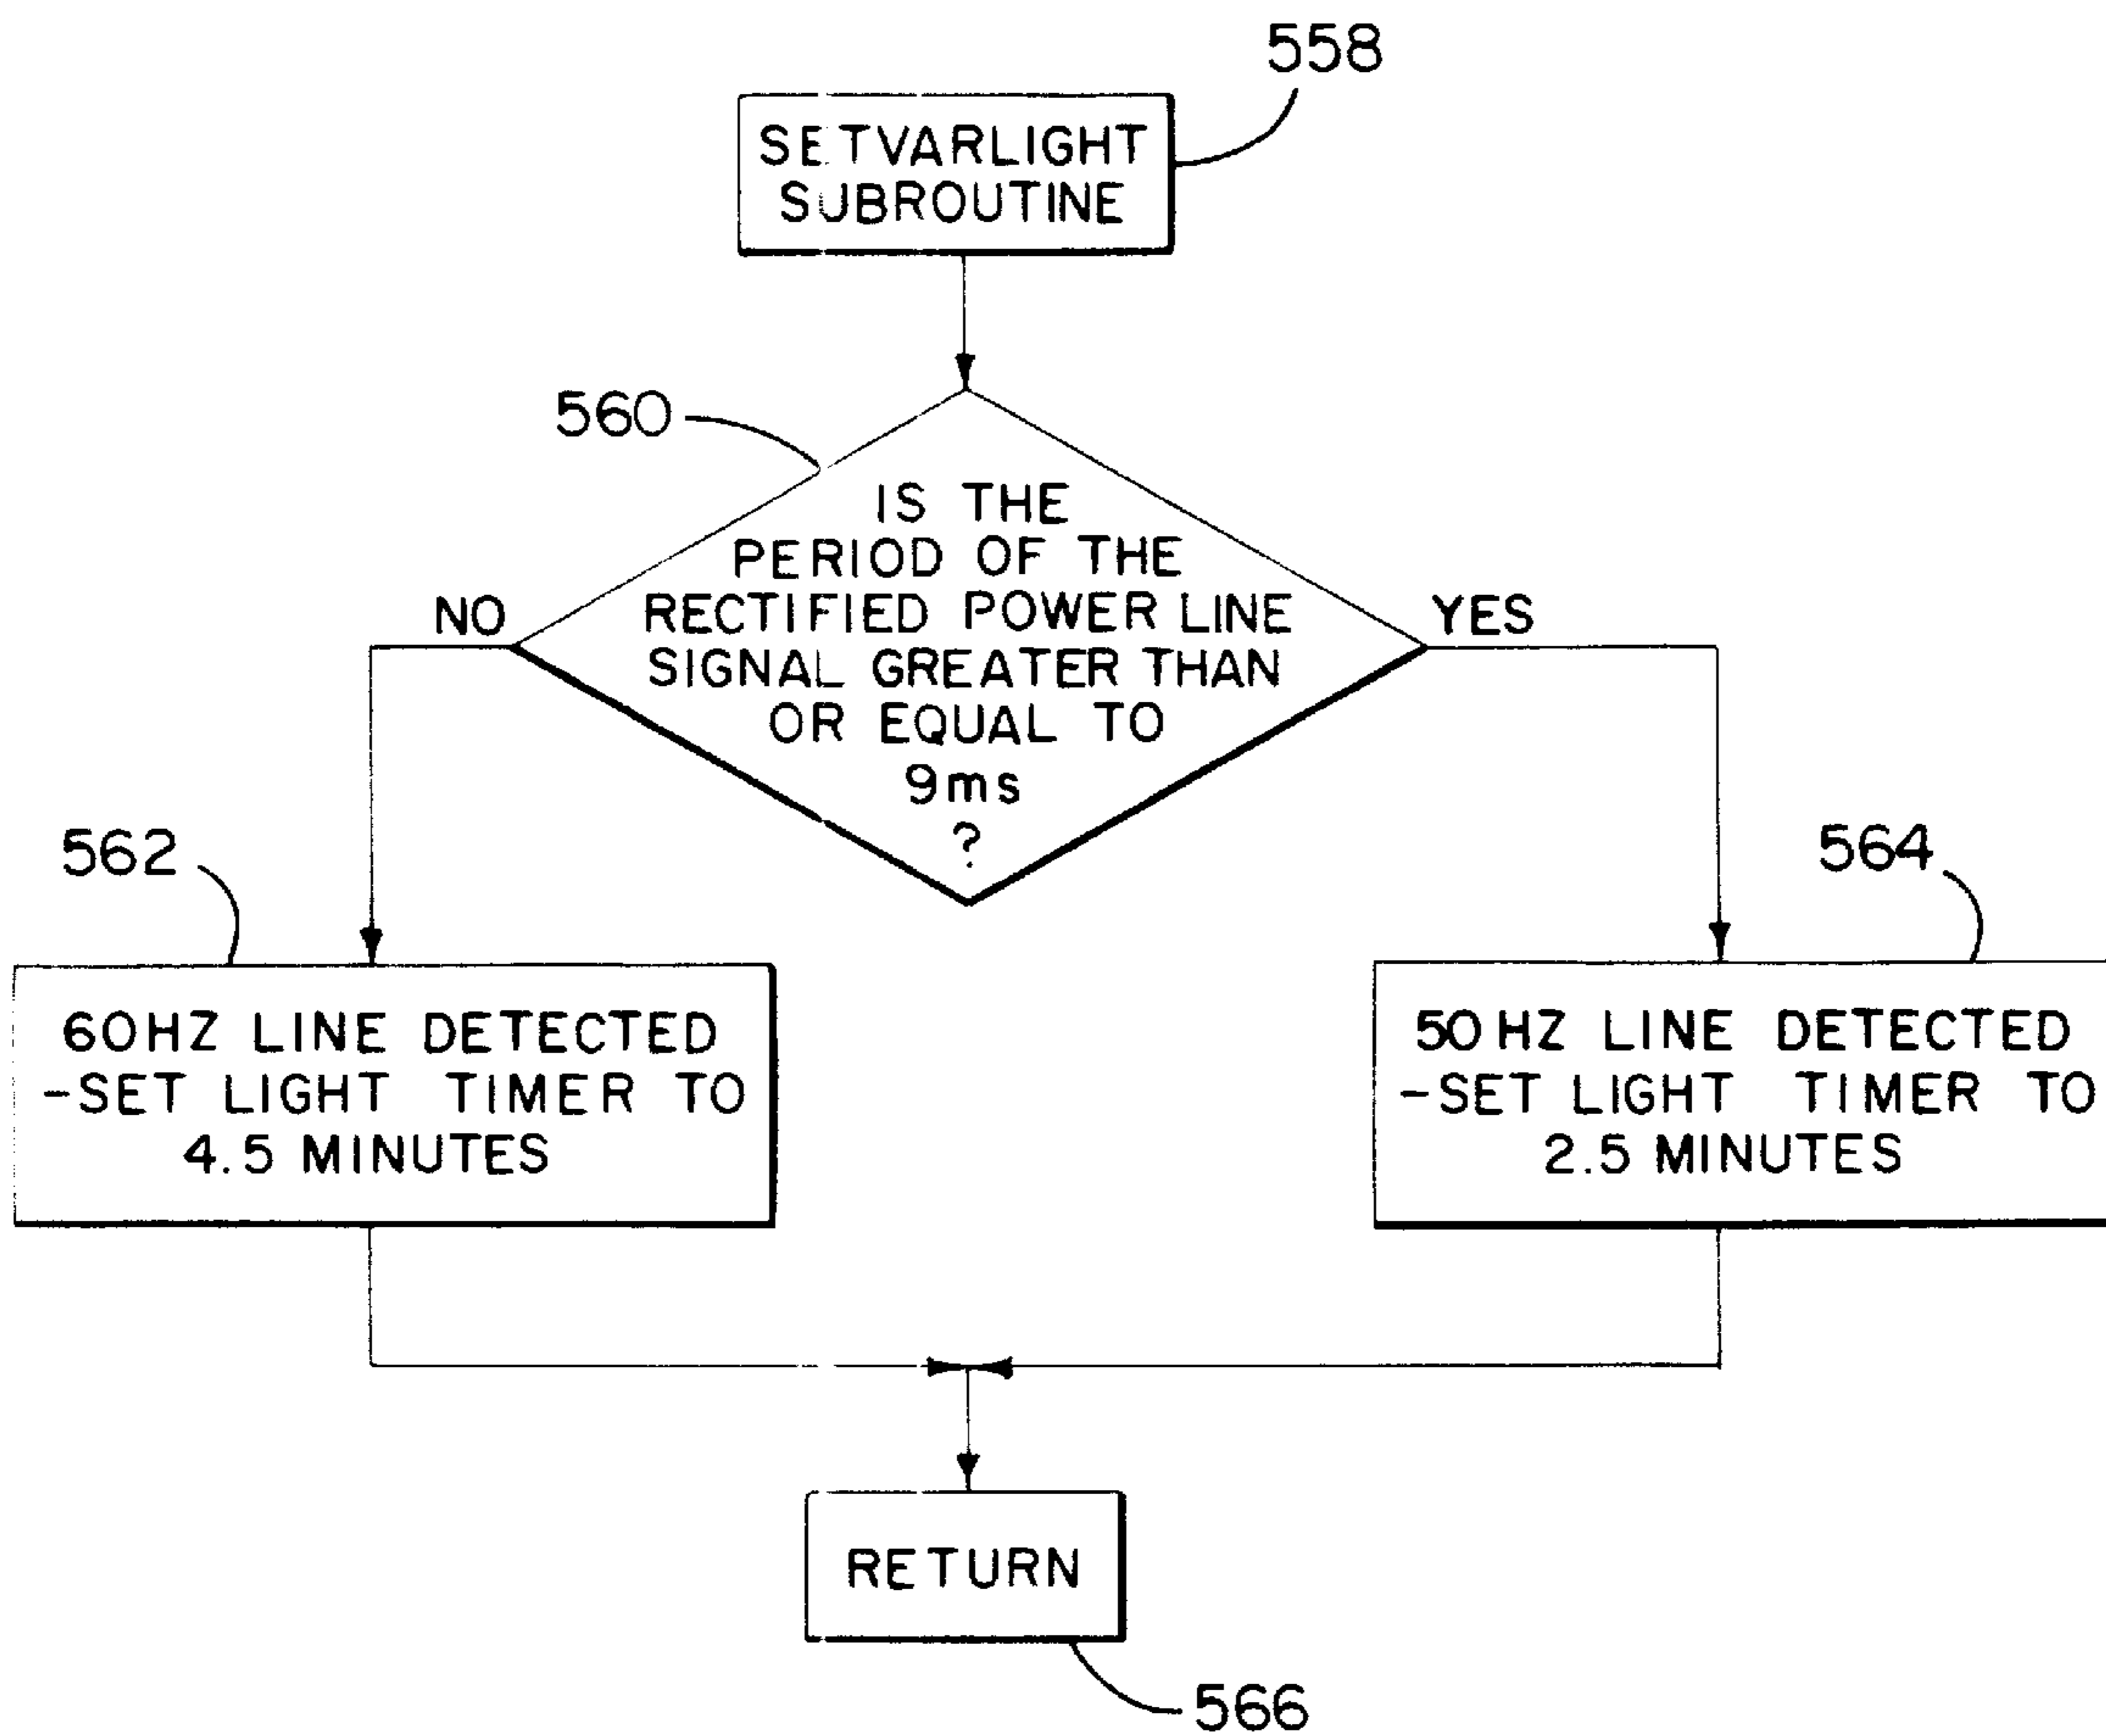 558
SETVARLIGHT
SUBROUTINE
560
IS THE
PERIOD OF THE
RECTIFIED POWER LINE
SIGNAL GREATER THAN
OR EQUAL TO
9ms
?
NO
YES
562
60HZ LINE DETECTED
-SET LIGHT TIMER TO
4.5 MINUTES
564
50HZ LINE DETECTED
-SET LIGHT TIMER TO
2.5 MINUTES
RETURN
566